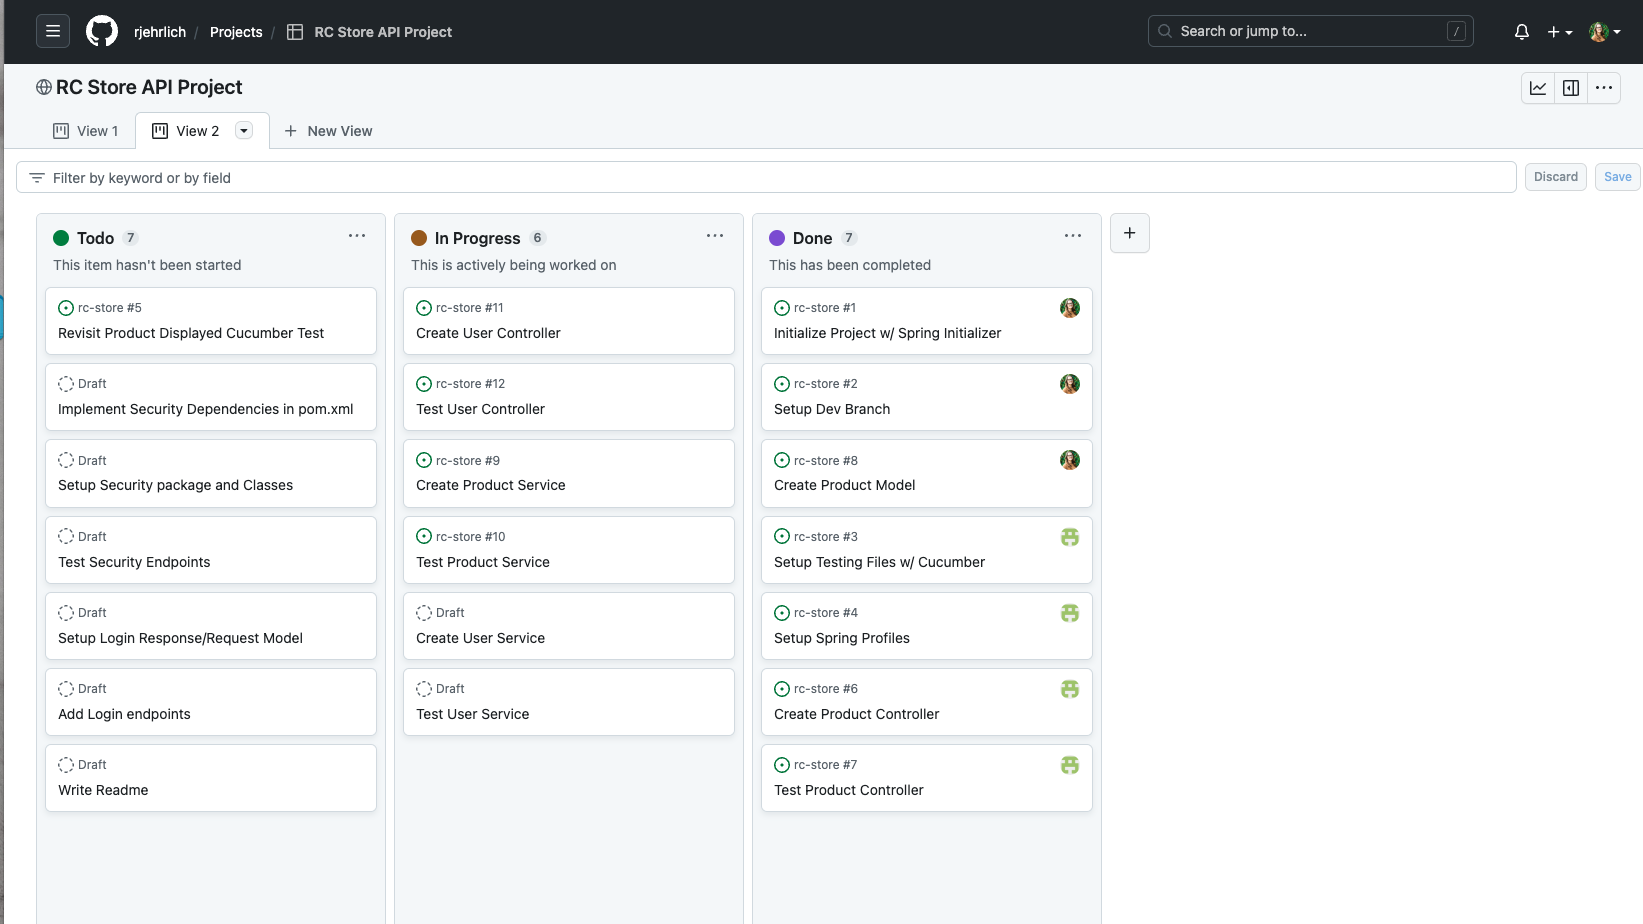 rjehrlich / Projects / RC Store API Project
Search or jump to... /
RC Store API Project
View 1
View 2
New View
Filter by keyword or by field
Discard
Save
Todo 7
This item hasn't been started
rc-store #5
Revisit Product Displayed Cucumber Test
Draft
Implement Security Dependencies in pom.xml
Draft
Setup Security package and Classes
Draft
Test Security Endpoints
Draft
Setup Login Response/Request Model
Draft
Add Login endpoints
Draft
Write Readme
In Progress 6
This is actively being worked on
rc-store #11
Create User Controller
rc-store #12
Test User Controller
rc-store #9
Create Product Service
rc-store #10
Test Product Service
Draft
Create User Service
Draft
Test User Service
Done 7
This has been completed
rc-store #1
Initialize Project w/ Spring Initializer
rc-store #2
Setup Dev Branch
rc-store #8
Create Product Model
rc-store #3
Setup Testing Files w/ Cucumber
rc-store #4
Setup Spring Profiles
rc-store #6
Create Product Controller
rc-store #7
Test Product Controller